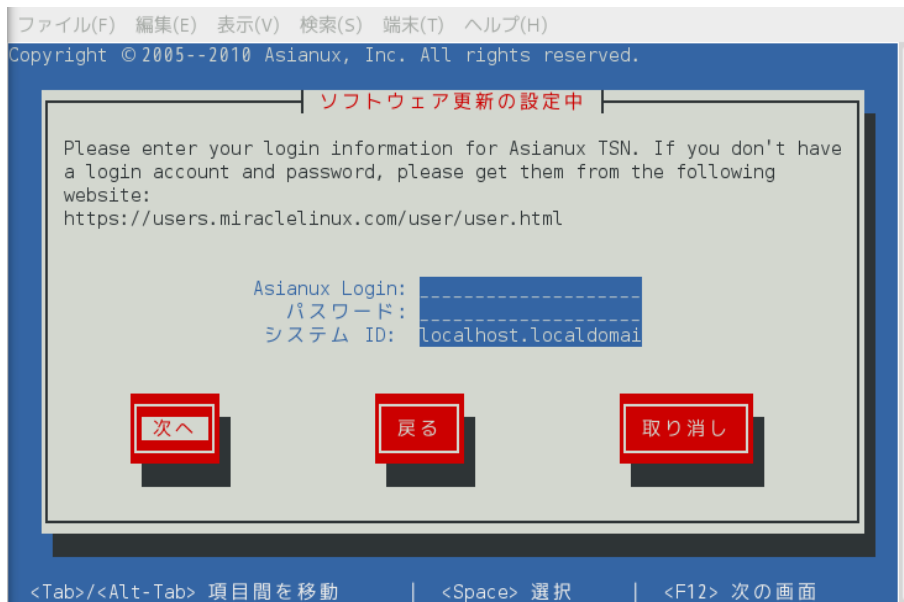 ファイル(F) 編集(E) 表示(V) 検索(S) 端末(T) ヘルプ(H)
Copyright © 2005--2010 Asianux, Inc. All rights reserved.
ソフトウェア更新の設定中
Please enter your login information for Asianux TSN. If you don't have
a login account and password, please get them from the following
website:
https://users.miraclelinux.com/user/user.html
Asianux Login:
パスワード:
システム ID: localhost.localdomai
次へ 戻る 取り消し
<Tab>/<Alt-Tab> 項目間を移動 | <Space> 選択 | <F12> 次の画面